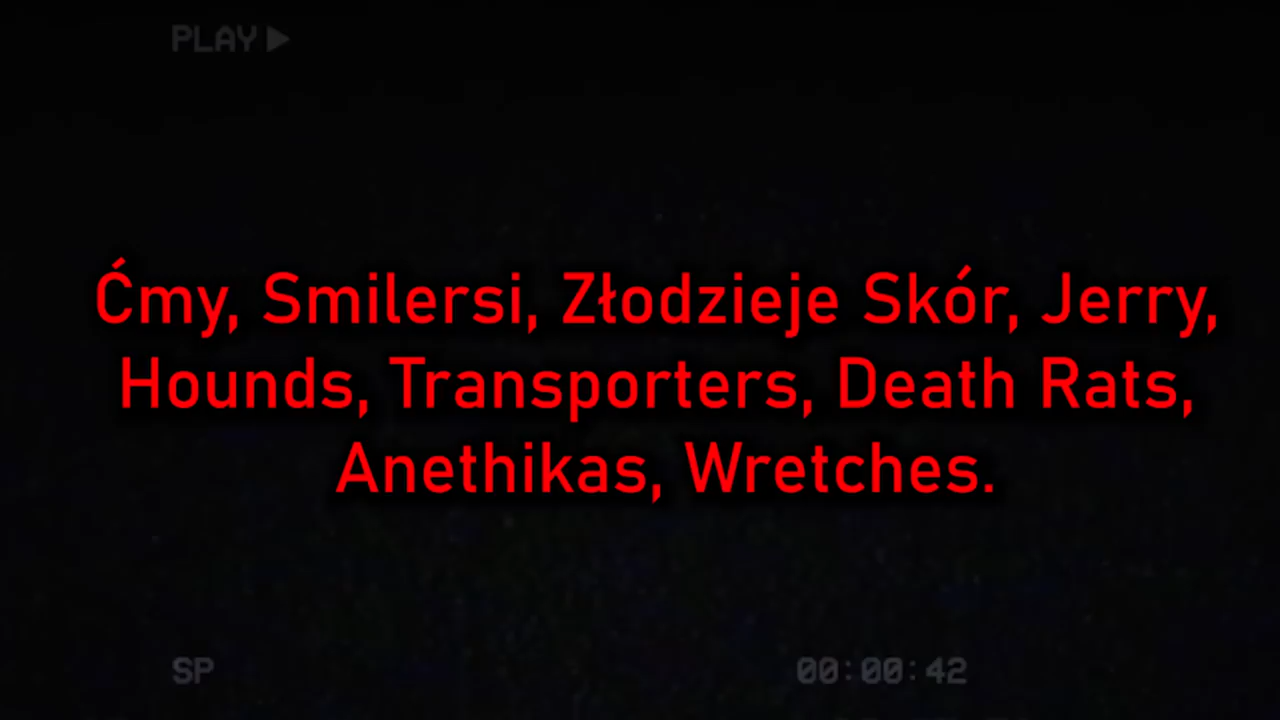 PLAY
Ćmy, Smilersi, Złodzieje Skór, Jerry,
Hounds, Transporters, Death Rats,
Anethikas, Wretches.
SP
00:00:42